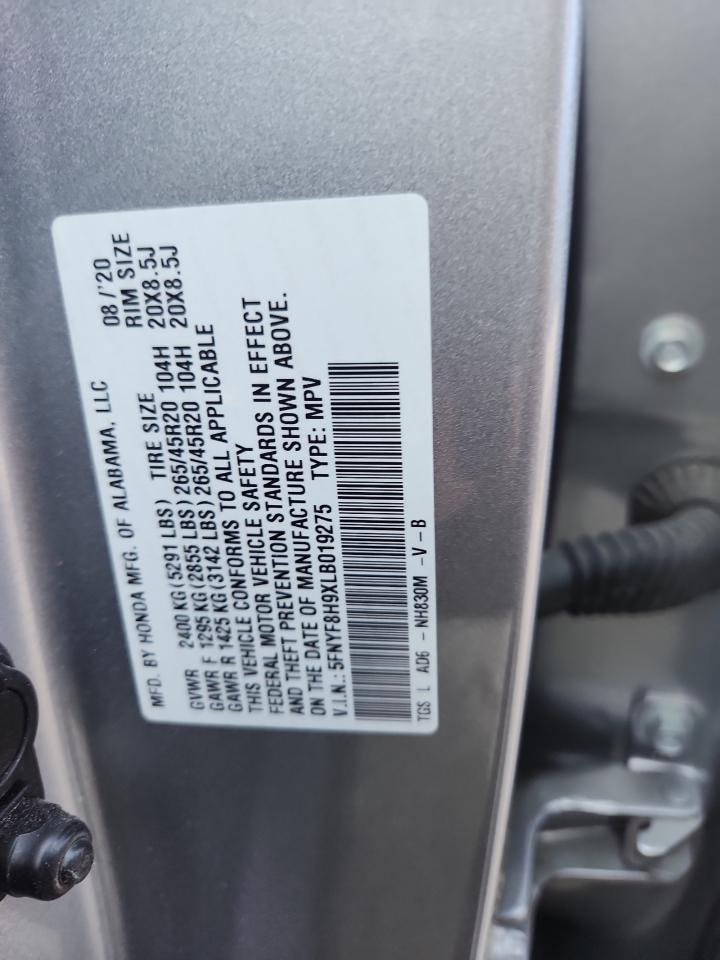 MFD. BY HONDA MFG. OF ALABAMA, LLC 08/'20
GVWR 2400 KG(5291 LBS) TIRE SIZE RIM SIZE
GAWR F 1295 KG(2855 LBS)265/45R20 104H 20X8.5J
GAWR R 1425 KG(3142 LBS)265/45R20 104H 20X8.5J
THIS VEHICLE CONFORMS TO ALL APPLICABLE
FEDERAL MOTOR VEHICLE SAFETY
AND THEFT PREVENTION STANDARDS IN EFFECT
ON THE DATE OF MANUFACTURE SHOWN ABOVE.
V.I.N.: 5FNYF8H9XLB019275 TYPE: MPV
TGS L AD6 - NH830M -V-B